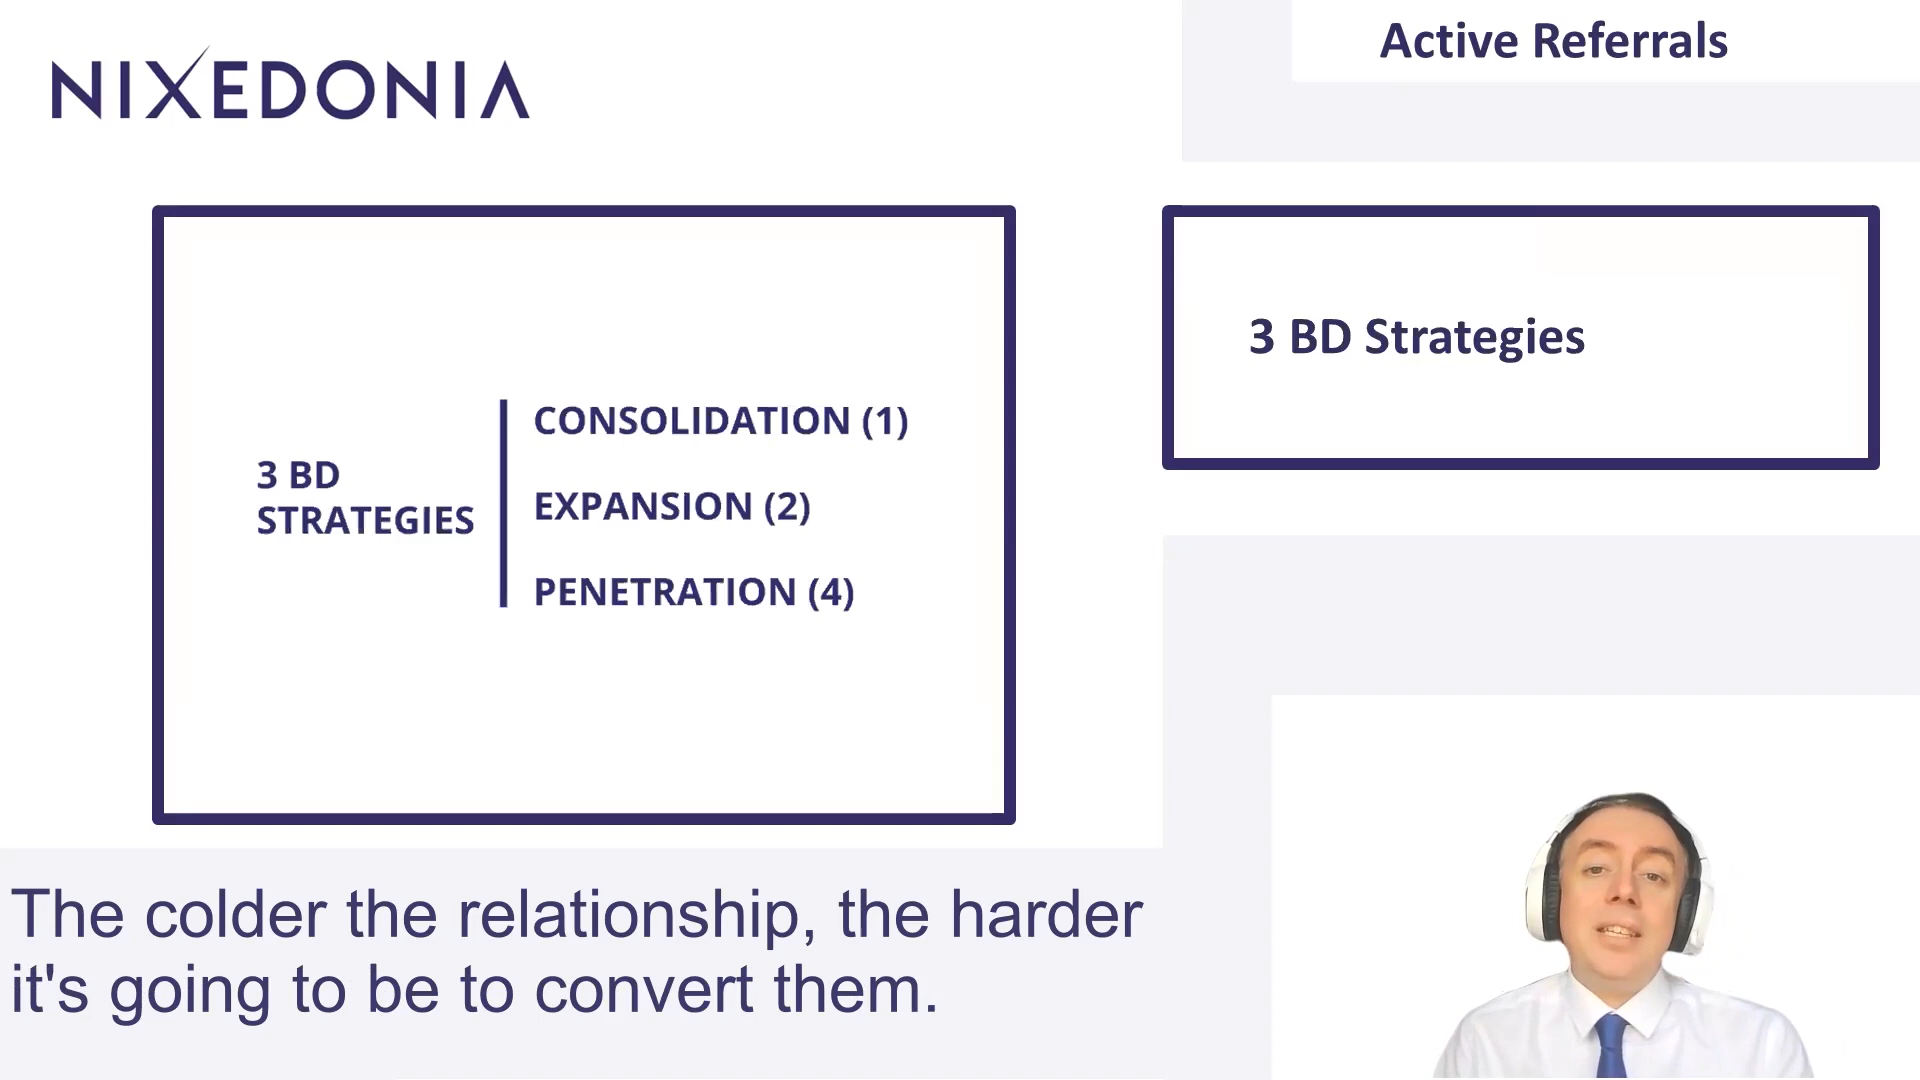 NIXEDONIA
Active Referrals
3 BD Strategies
3 BD
STRATEGIES
CONSOLIDATION (1)
EXPANSION (2)
PENETRATION (4)
The colder the relationship, the harder
it's going to be to convert them.